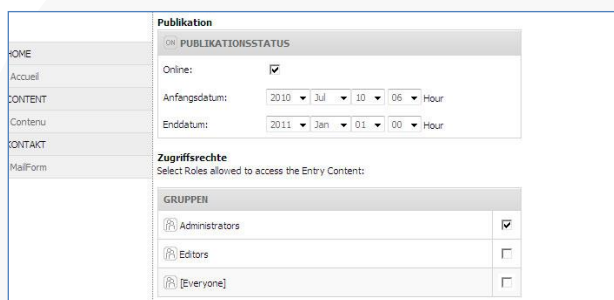 HOME
Accueil
CONTENT
Contenu
KONTAKT
MailForm
Publikation
ON PUBLIKATIONSSTATUS
Online:
Anfangsdatum: 2010 Jul 10 06 Hour
Enddatum: 2011 Jan 01 00 Hour
Zugriffsrechte
Select Roles allowed to access the Entry Content:
GRUPPEN
Administrators
Editors
[Everyone]